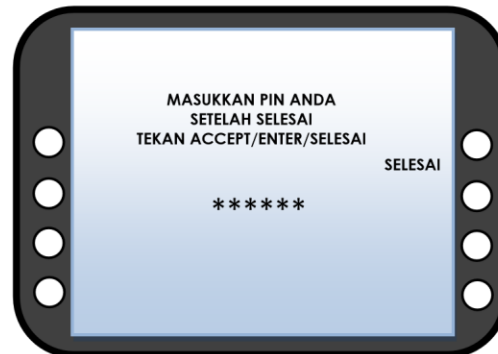 MASUKKAN PIN ANDA
SETELAH SELESAI
TEKAN ACCEPT/ENTER/SELESAI
SELESAI
******